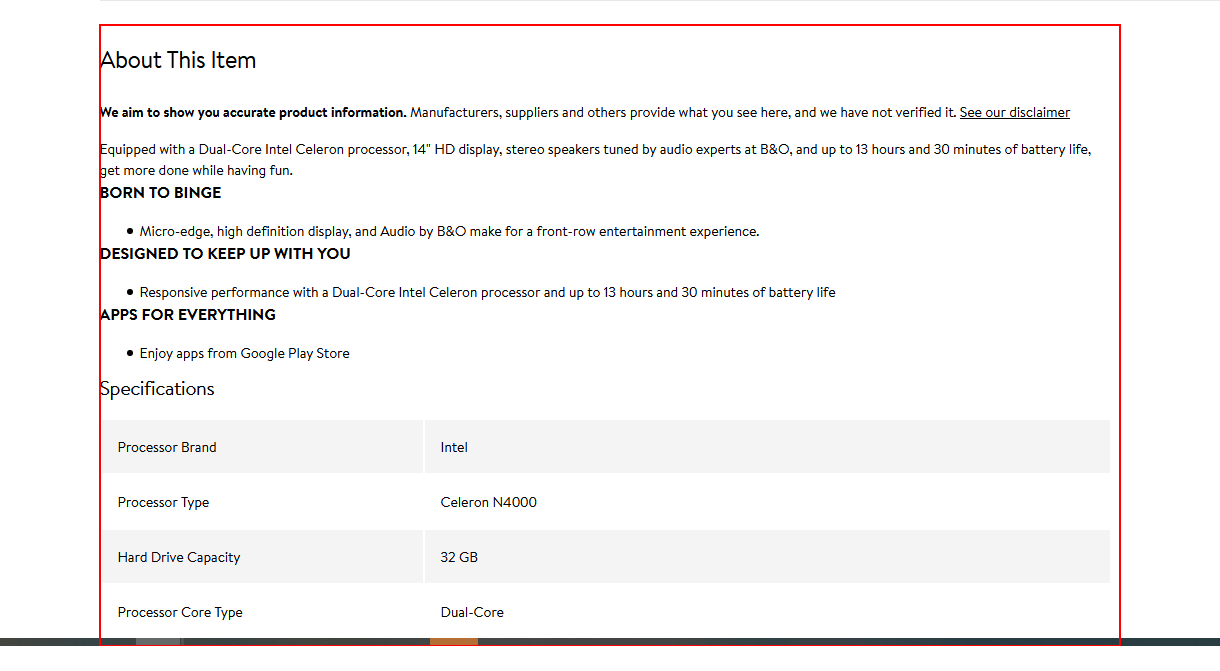 About This Item
We aim to show you accurate product information. Manufacturers, suppliers and others provide what you see here, and we have not verified it. See our disclaimer
Equipped with a Dual-Core Intel Celeron processor, 14" HD display, stereo speakers tuned by audio experts at B&O, and up to 13 hours and 30 minutes of battery life,
get more done while having fun.
BORN TO BINGE
● Micro-edge, high definition display, and Audio by B&O make for a front-row entertainment experience.
DESIGNED TO KEEP UP WITH YOU
● Responsive performance with a Dual-Core Intel Celeron processor and up to 13 hours and 30 minutes of battery life
APPS FOR EVERYTHING
● Enjoy apps from Google Play Store
Specifications
Processor Brand Intel
Processor Type Celeron N4000
Hard Drive Capacity 32 GB
Processor Core Type Dual-Core